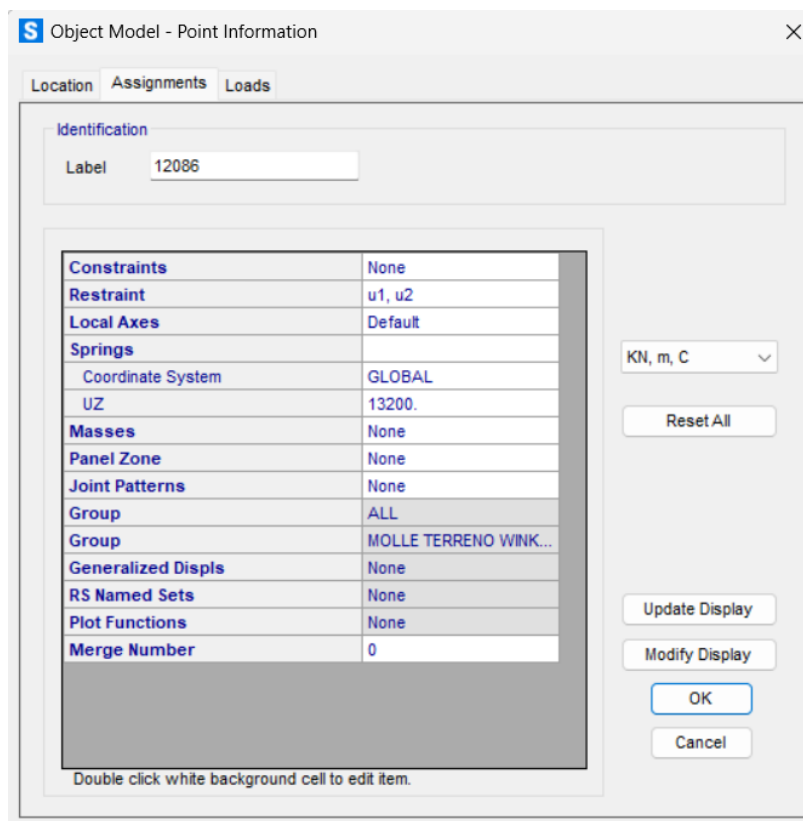 S Object Model - Point Information
Location Assignments Loads
Identification
Label 12086
Constraints None
Restraint u1, u2
Local Axes Default
Springs
Coordinate System GLOBAL
UZ 13200.
Masses None
Panel Zone None
Joint Patterns None
Group ALL
Group MOLLE TERRENO WINK...
Generalized Displs None
RS Named Sets None
Plot Functions None
Merge Number 0
Double click white background cell to edit item.
KN, m, C
Reset All
Update Display
Modify Display
OK
Cancel